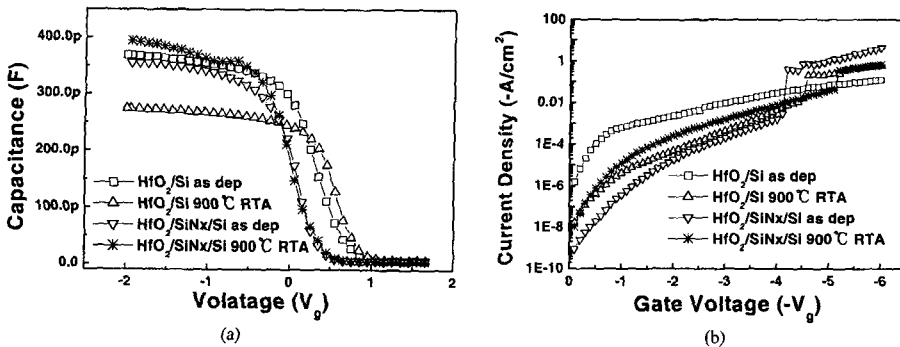 400.0p
300.0p
200.0p
100.0p
0.0
Capacitance (F)
HfO2/Si as dep
HfO2/Si 900℃ RTA
HfO2/SiNx/Si as dep
HfO2/SiNx/Si 900℃ RTA
-2
-1
0
1
2
Volatage (Vg)
(a)
100
1
0.01
1E-4
1E-6
1E-8
1E-10
Current Density (-A/cm²)
HfO2/Si as dep
HfO2/Si 900℃ RTA
HfO2/SiNx/Si as dep
HfO2/SiNx/Si 900℃ RTA
0
-1
-2
-3
-4
-5
-6
Gate Voltage (-Vg)
(b)